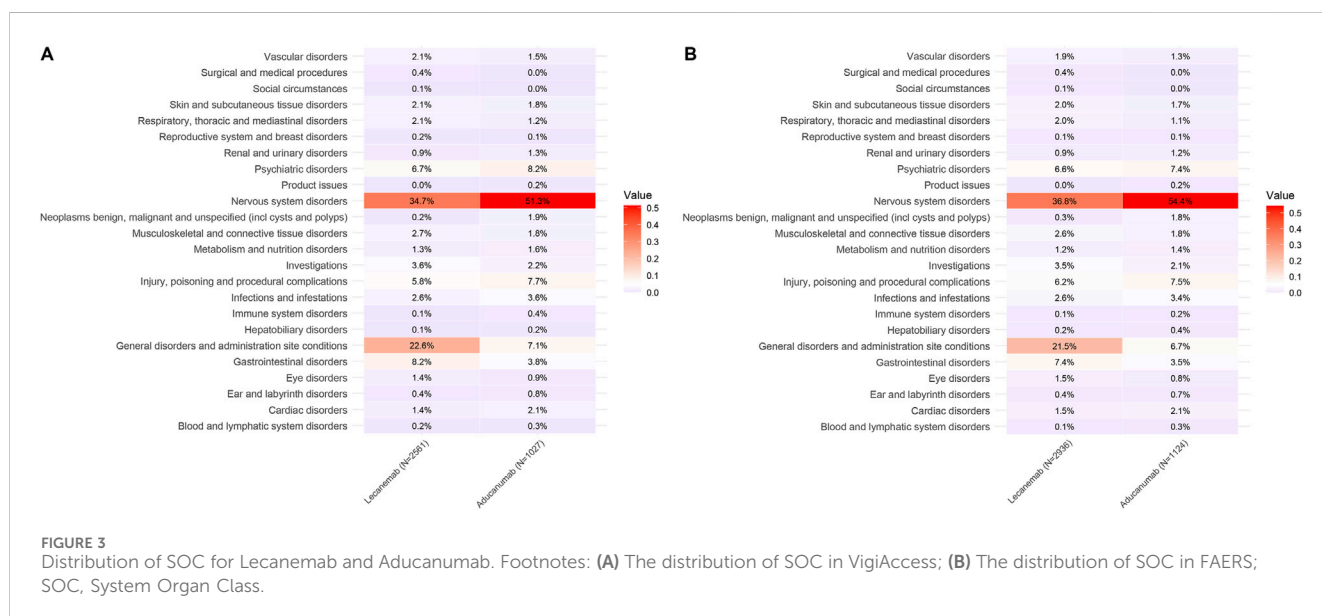 A
Vascular disorders 2.1% 1.5%
Surgical and medical procedures 0.4% 0.0%
Social circumstances 0.1% 0.0%
Skin and subcutaneous tissue disorders 2.1% 1.8%
Respiratory, thoracic and mediastinal disorders 2.1% 1.2%
Reproductive system and breast disorders 0.2% 0.1%
Renal and urinary disorders 0.9% 1.3%
Psychiatric disorders 6.7% 8.2%
Product issues 0.0% 0.2%
Nervous system disorders 34.7% 51.3%
Neoplasms benign, malignant and unspecified (incl cysts and polyps) 0.2% 1.9%
Musculoskeletal and connective tissue disorders 2.7% 1.8%
Metabolism and nutrition disorders 1.3% 1.6%
Investigations 3.6% 2.2%
Injury, poisoning and procedural complications 5.8% 7.7%
Infections and infestations 2.6% 3.6%
Immune system disorders 0.1% 0.4%
Hepatobiliary disorders 0.1% 0.2%
General disorders and administration site conditions 22.6% 7.1%
Gastrointestinal disorders 8.2% 3.8%
Eye disorders 1.4% 0.9%
Ear and labyrinth disorders 0.4% 0.8%
Cardiac disorders 1.4% 2.1%
Blood and lymphatic system disorders 0.2% 0.3%
Lecanemab (N=2561)
Aducanumab (N=1027)
Value
0.5
0.4
0.3
0.2
0.1
0.0
B
Vascular disorders 1.9% 1.3%
Surgical and medical procedures 0.4% 0.0%
Social circumstances 0.1% 0.0%
Skin and subcutaneous tissue disorders 2.0% 1.7%
Respiratory, thoracic and mediastinal disorders 2.0% 1.1%
Reproductive system and breast disorders 0.1% 0.1%
Renal and urinary disorders 0.9% 1.2%
Psychiatric disorders 6.6% 7.4%
Product issues 0.0% 0.2%
Nervous system disorders 36.8% 54.4%
Neoplasms benign, malignant and unspecified (incl cysts and polyps) 0.3% 1.8%
Musculoskeletal and connective tissue disorders 2.6% 1.8%
Metabolism and nutrition disorders 1.2% 1.4%
Investigations 3.5% 2.1%
Injury, poisoning and procedural complications 6.2% 7.5%
Infections and infestations 2.6% 3.4%
Immune system disorders 0.1% 0.2%
Hepatobiliary disorders 0.2% 0.4%
General disorders and administration site conditions 21.5% 6.7%
Gastrointestinal disorders 7.4% 3.5%
Eye disorders 1.5% 0.8%
Ear and labyrinth disorders 0.4% 0.7%
Cardiac disorders 1.5% 2.1%
Blood and lymphatic system disorders 0.1% 0.3%
Lecanemab (N=2936)
Aducanumab (N=1124)
Value
0.5
0.4
0.3
0.2
0.1
0.0
FIGURE 3
Distribution of SOC for Lecanemab and Aducanumab. Footnotes: (A) The distribution of SOC in VigiAccess; (B) The distribution of SOC in FAERS;
SOC, System Organ Class.